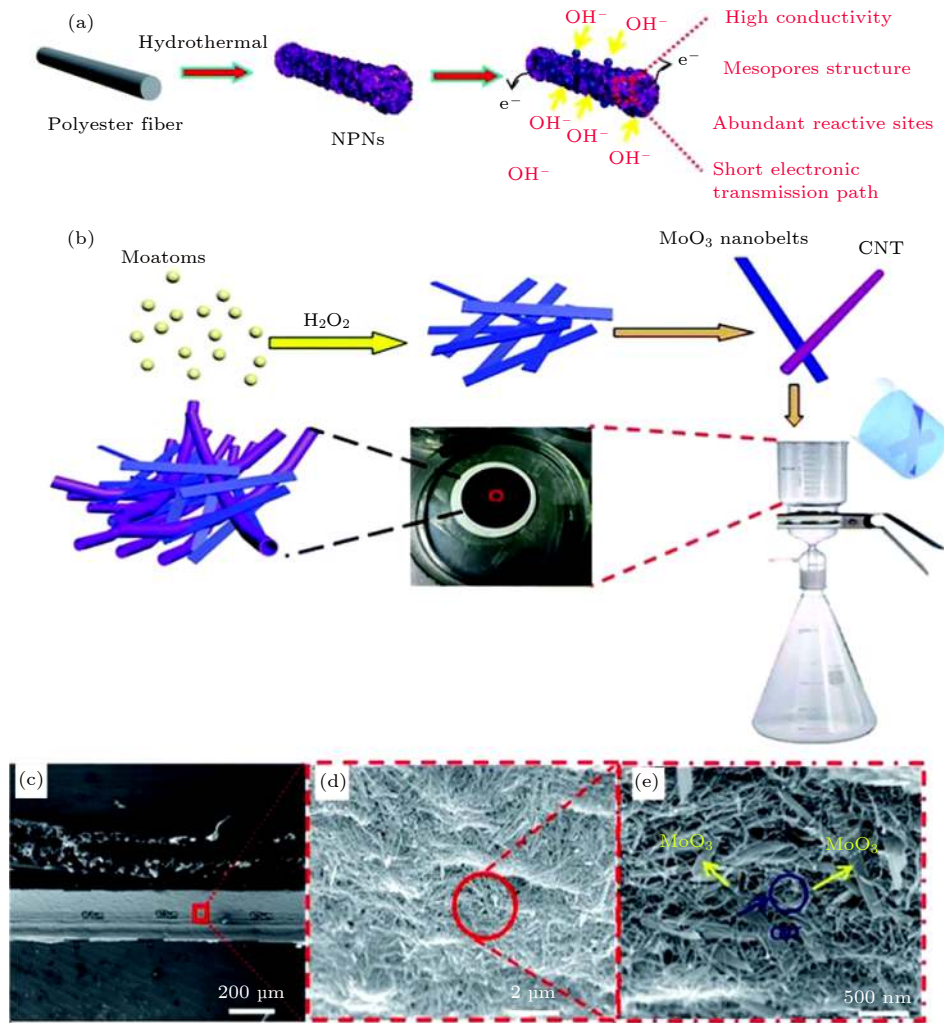 (a)
Hydrothermal
Polyester fiber
NPNs
OH⁻
OH⁻
e⁻
e⁻
OH⁻
OH⁻
OH⁻
OH⁻
High conductivity
Mesopores structure
Abundant reactive sites
Short electronic
transmission path
(b)
Moatoms
H₂O₂
MoO₃ nanobelts
CNT
(c)
200 µm
(d)
2 µm
(e)
MoO₃
MoO₃
500 nm